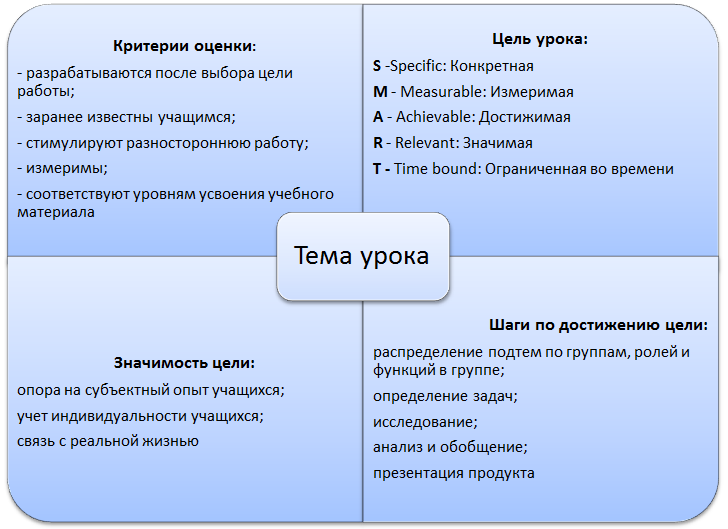 Критерии оценки:
- разрабатываются после выбора цели
работы;
- заранее известны учащимся;
- стимулируют разностороннюю работу;
- измеримы;
- соответствуют уровням усвоения учебного
материала
Цель урока:
S -Specific: Конкретная
M - Measurable: Измеримая
A - Achievable: Достижимая
R - Relevant: Значимая
T - Time bound: Ограниченная во времени
Тема урока
Значимость цели:
опора на субъектный опыт учащихся;
учет индивидуальности учащихся;
связь с реальной жизнью
Шаги по достижению цели:
распределение подтем по группам, ролей и
функций в группе;
определение задач;
исследование;
анализ и обобщение;
презентация продукта